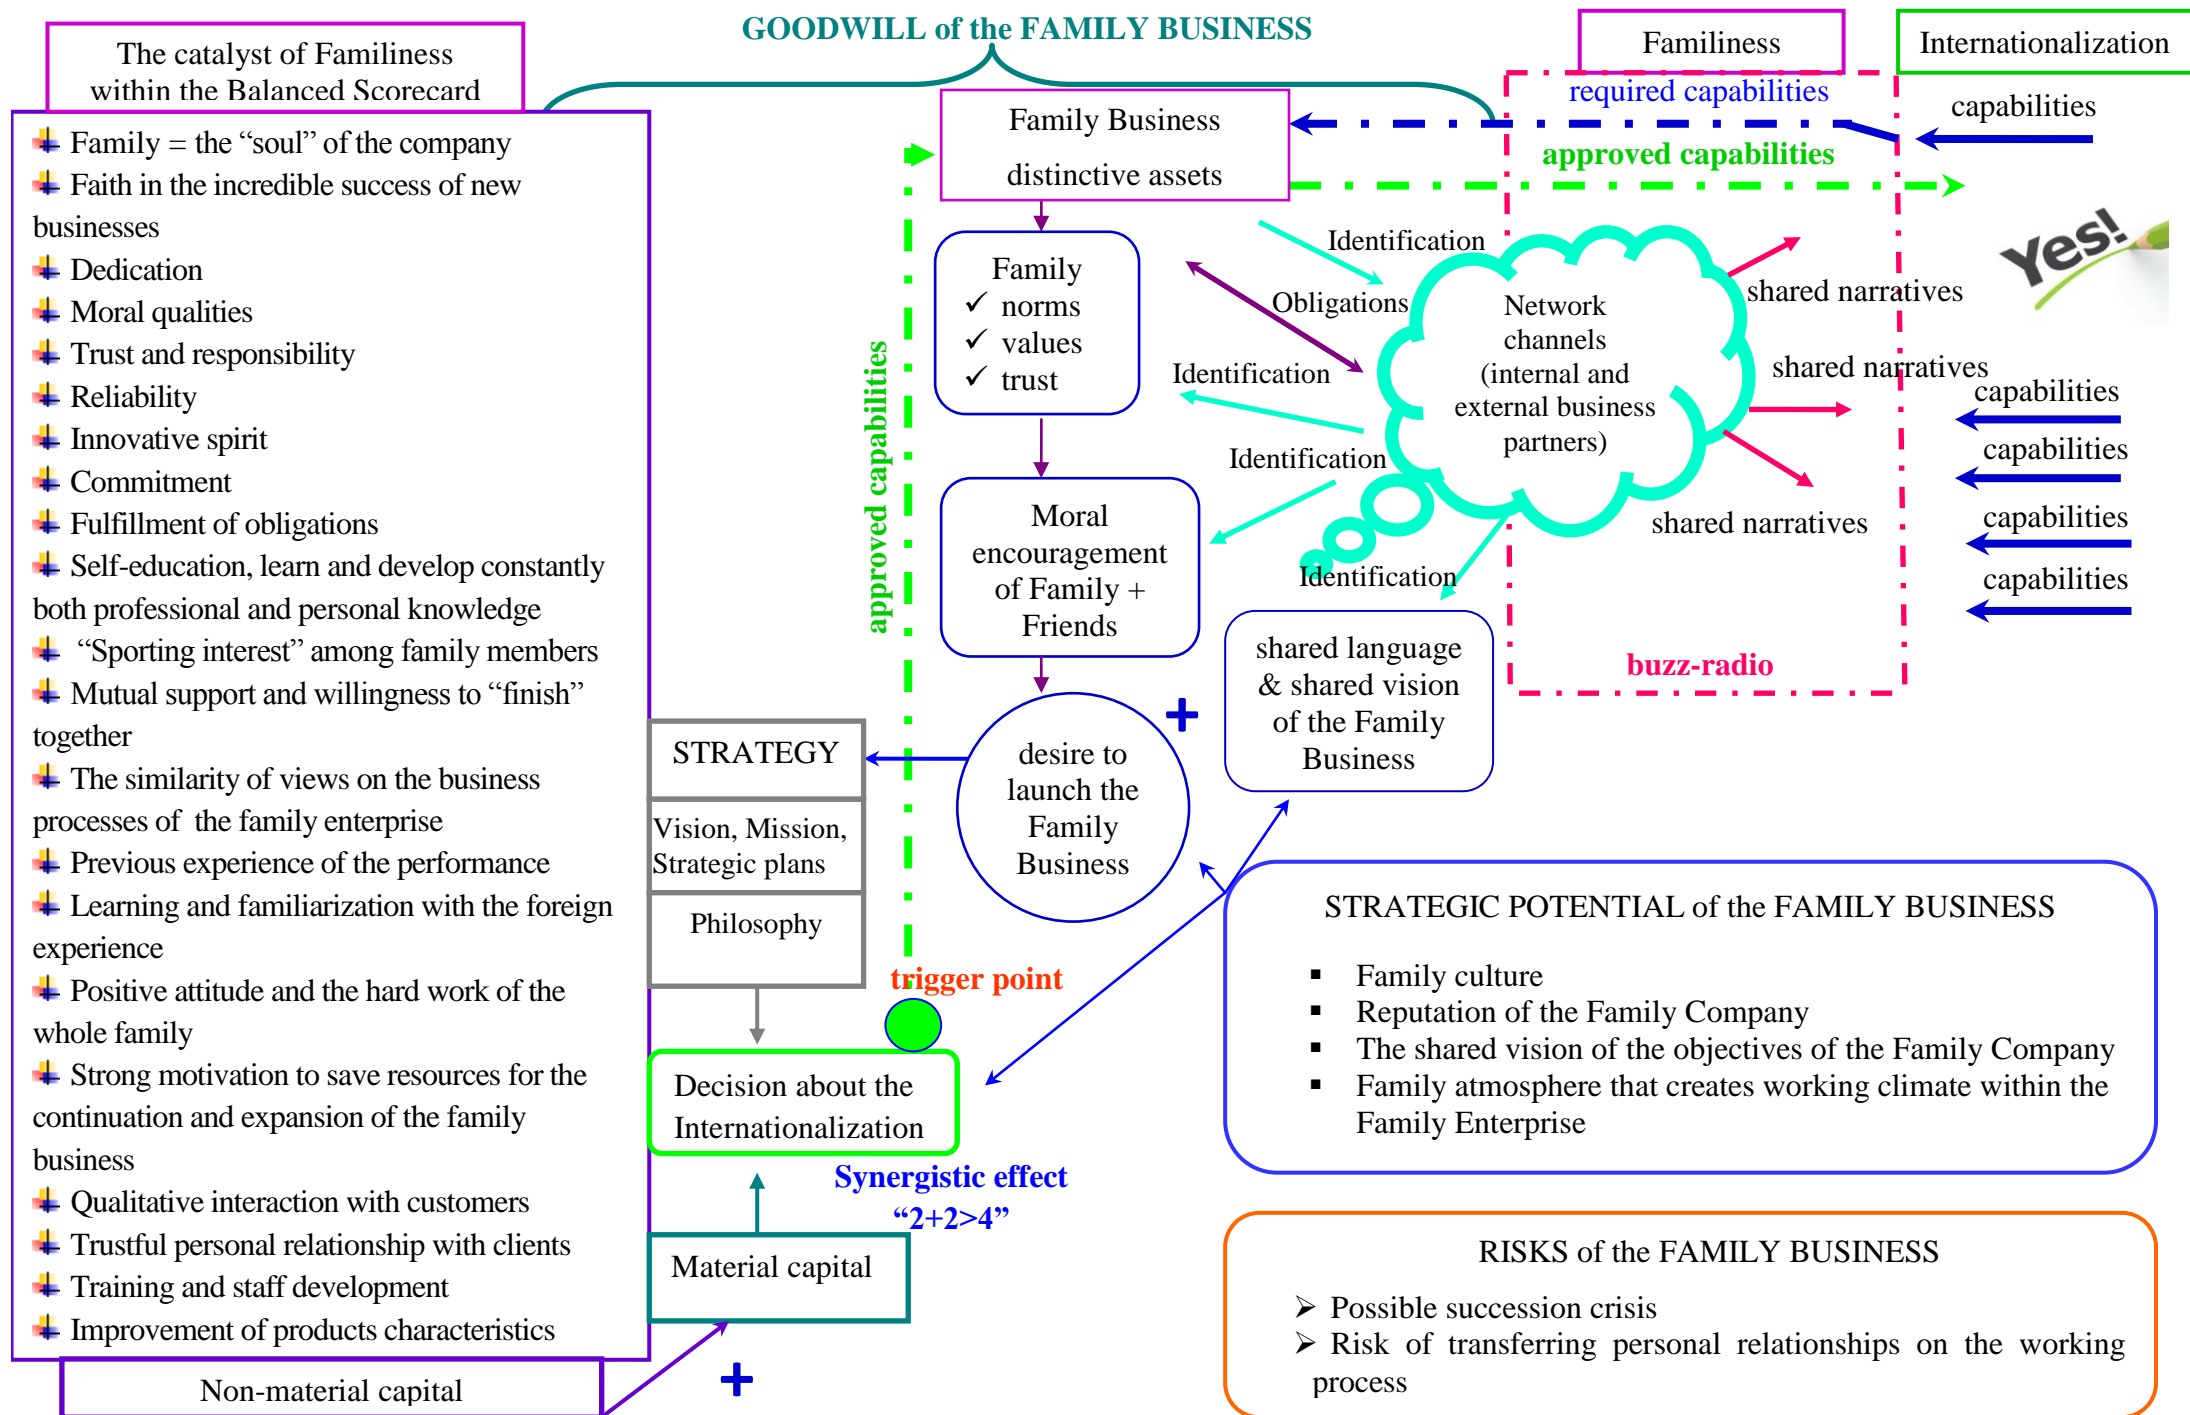 GOODWILL of the FAMILY BUSINESS
The catalyst of Familiness
within the Balanced Scorecard
Family = the “soul” of the company
Faith in the incredible success of new
businesses
Dedication
Moral qualities
Trust and responsibility
Reliability
Innovative spirit
Commitment
Fulfillment of obligations
Self-education, learn and develop constantly
both professional and personal knowledge
“Sporting interest” among family members
Mutual support and willingness to “finish”
together
The similarity of views on the business
processes of the family enterprise
Previous experience of the performance
Learning and familiarization with the foreign
experience
Positive attitude and the hard work of the
whole family
Strong motivation to save resources for the
continuation and expansion of the family
business
Qualitative interaction with customers
Trustful personal relationship with clients
Training and staff development
Improvement of products characteristics
Non-material capital
Family Business
distinctive assets
Family
✓ norms
✓ values
✓ trust
Moral
encouragement
of Family +
Friends
desire to
launch the
Family
Business
approved capabilities
STRATEGY
Vision, Mission,
Strategic plans
Philosophy
trigger point
Decision about the
Internationalization
Synergistic effect
“2+2>4”
Material capital
+
Familiness
Internationalization
required capabilities
capabilities
approved capabilities
Yes!
Identification
Obligations
Identification
Identification
Identification
Network
channels
(internal and
external business
partners)
shared narratives
shared narratives
shared narratives
capabilities
capabilities
capabilities
capabilities
buzz-radio
+
shared language
& shared vision
of the Family
Business
STRATEGIC POTENTIAL of the FAMILY BUSINESS
▪ Family culture
▪ Reputation of the Family Company
▪ The shared vision of the objectives of the Family Company
▪ Family atmosphere that creates working climate within the
Family Enterprise
RISKS of the FAMILY BUSINESS
➢ Possible succession crisis
➢ Risk of transferring personal relationships on the working
process